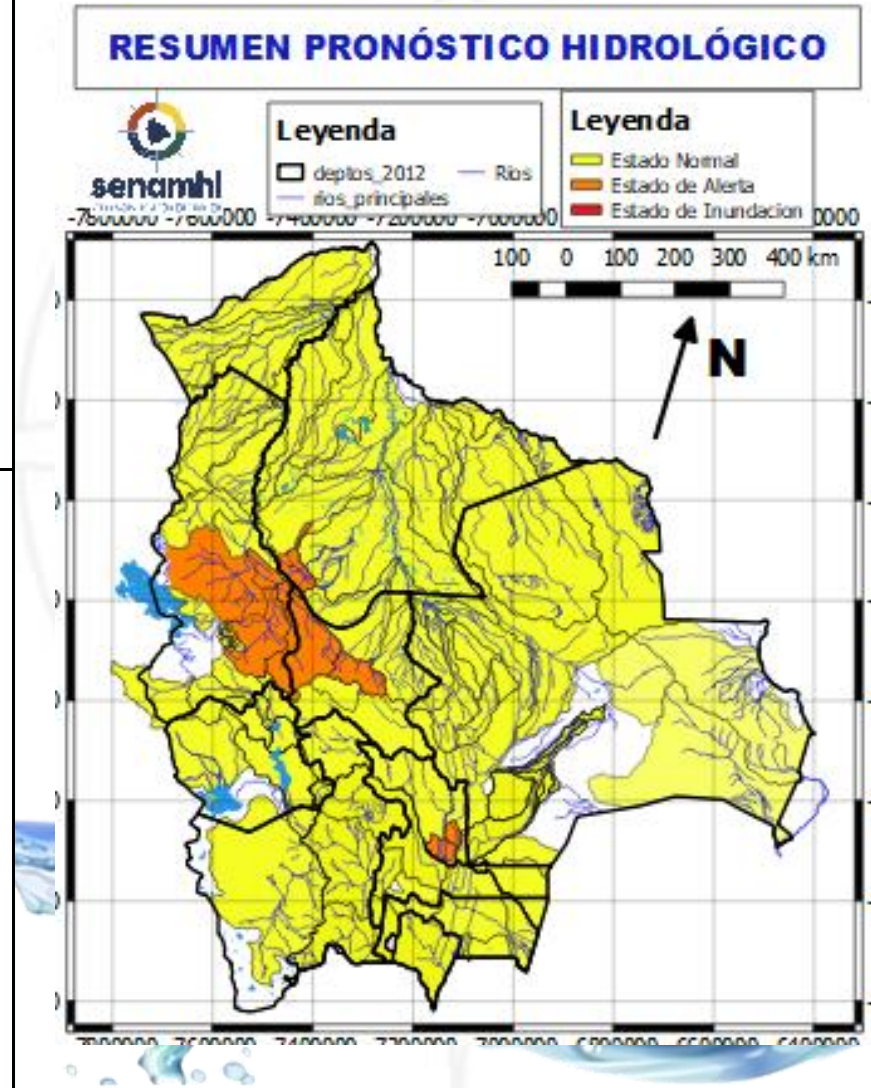 RESUMEN PRONÓSTICO HIDROLÓGICO
senamhi
Leyenda
deptos_2012
Rios
rios_principales
Leyenda
Estado Normal
Estado de Alerta
Estado de Inundacion
-7800000 -7600000 -7400000 -7200000 -7000000
100 0 100 200 300 400 km
N